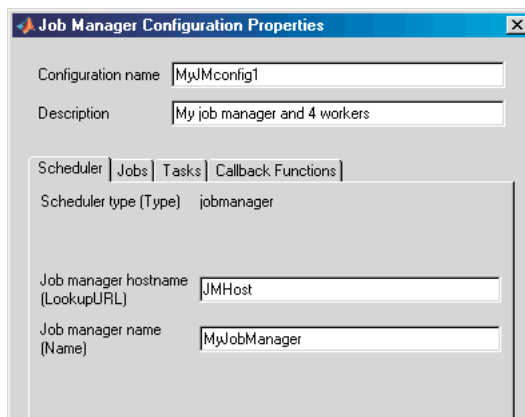 Job Manager Configuration Properties
Configuration name MyJMconfig1
Description My job manager and 4 workers
Scheduler Jobs Tasks Callback Functions
Scheduler type (Type) jobmanager
Job manager hostname
(LookupURL) JMHost
Job manager name
(Name) MyJobManager